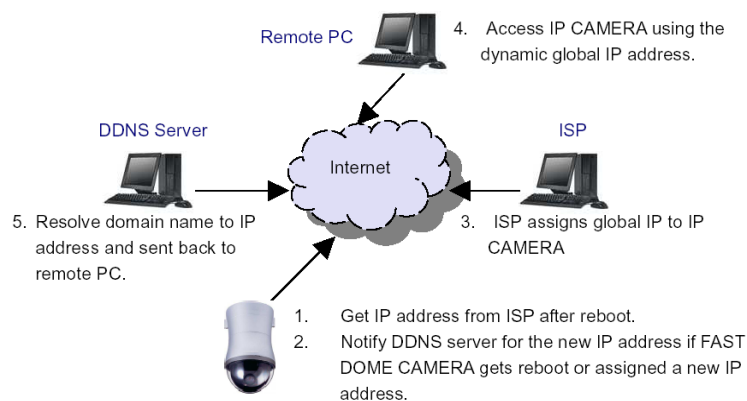 Remote PC
4. Access IP CAMERA using the
dynamic global IP address.
DDNS Server
ISP
Internet
5. Resolve domain name to IP
address and sent back to
remote PC.
3. ISP assigns global IP to IP
CAMERA
1. Get IP address from ISP after reboot.
2. Notify DDNS server for the new IP address if FAST
DOME CAMERA gets reboot or assigned a new IP
address.